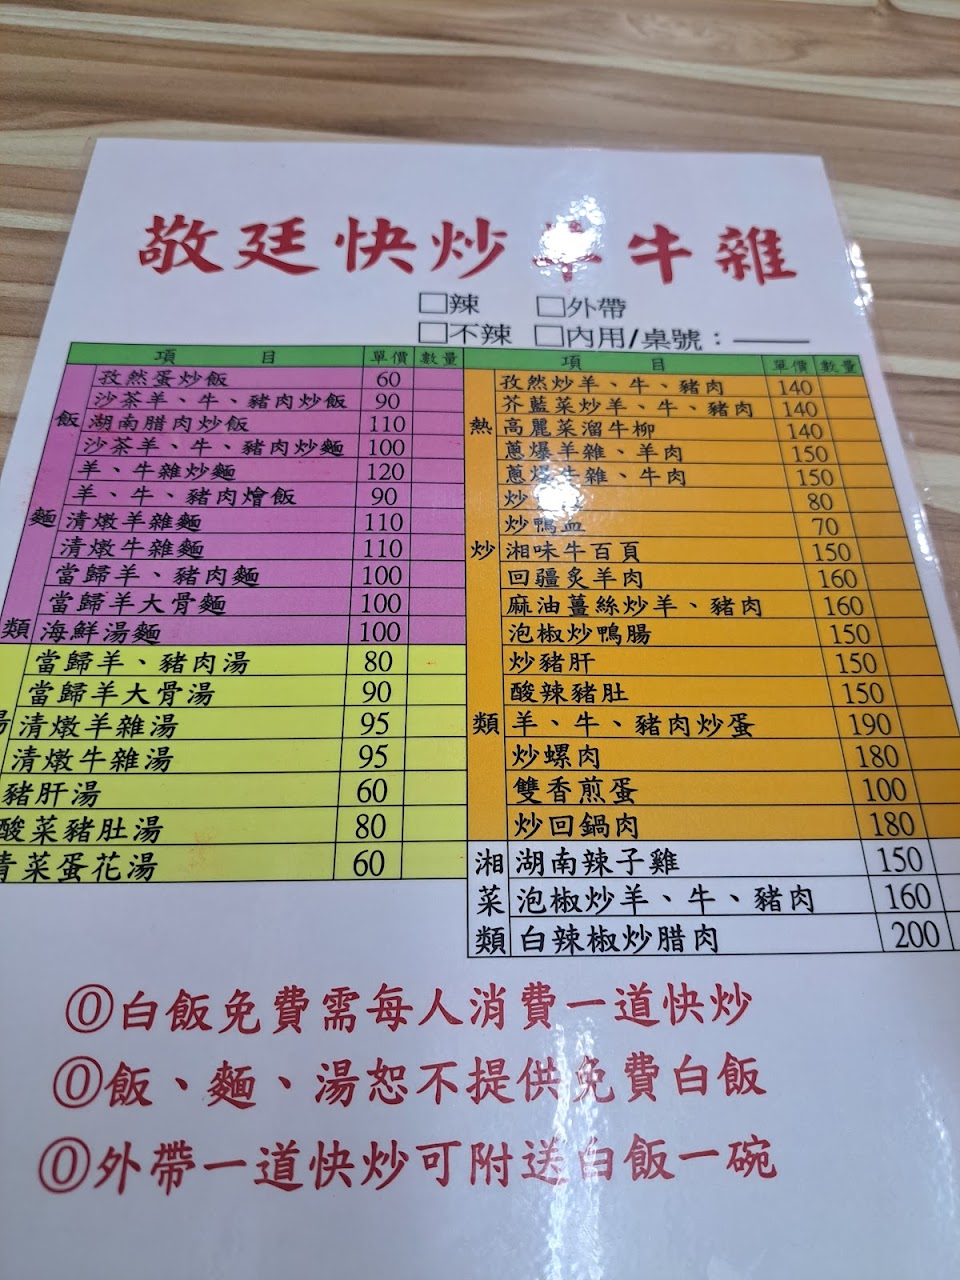 敬廷快炒羊牛雜
□辣 □外帶
□不辣 □內用/桌號：
項 目 單價 數量
飯 麵 類
孜然蛋炒飯 60
沙茶羊、牛、豬肉炒飯 90
湖南腊肉炒飯 110
沙茶羊、牛、豬肉炒麵 100
羊、牛雜炒麵 120
羊、牛、豬肉燴飯 90
清燉羊雜麵 110
清燉牛雜麵 110
當歸羊、豬肉麵 100
當歸羊大骨麵 100
海鮮湯麵 100
湯
當歸羊、豬肉湯 80
當歸羊大骨湯 90
清燉羊雜湯 95
清燉牛雜湯 95
豬肝湯 60
酸菜豬肚湯 80
青菜蛋花湯 60
項 目 單價 數量
熱 炒 類
孜然炒羊、牛、豬肉 140
芥藍菜炒羊、牛、豬肉 140
高麗菜溜牛柳 140
蔥爆羊雜、羊肉 150
蔥爆牛雜、牛肉 150
炒 80
炒鴨血 70
湘味牛百頁 150
回疆炙羊肉 160
麻油薑絲炒羊、豬肉 160
泡椒炒鴨腸 150
炒豬肝 150
酸辣豬肚 150
羊、牛、豬肉炒蛋 190
炒螺肉 180
雙香煎蛋 100
炒回鍋肉 180
湘菜類
湖南辣子雞 150
泡椒炒羊、牛、豬肉 160
白辣椒炒腊肉 200
⓪白飯免費需每人消費一道快炒
⓪飯、麵、湯恕不提供免費白飯
⓪外帶一道快炒可附送白飯一碗